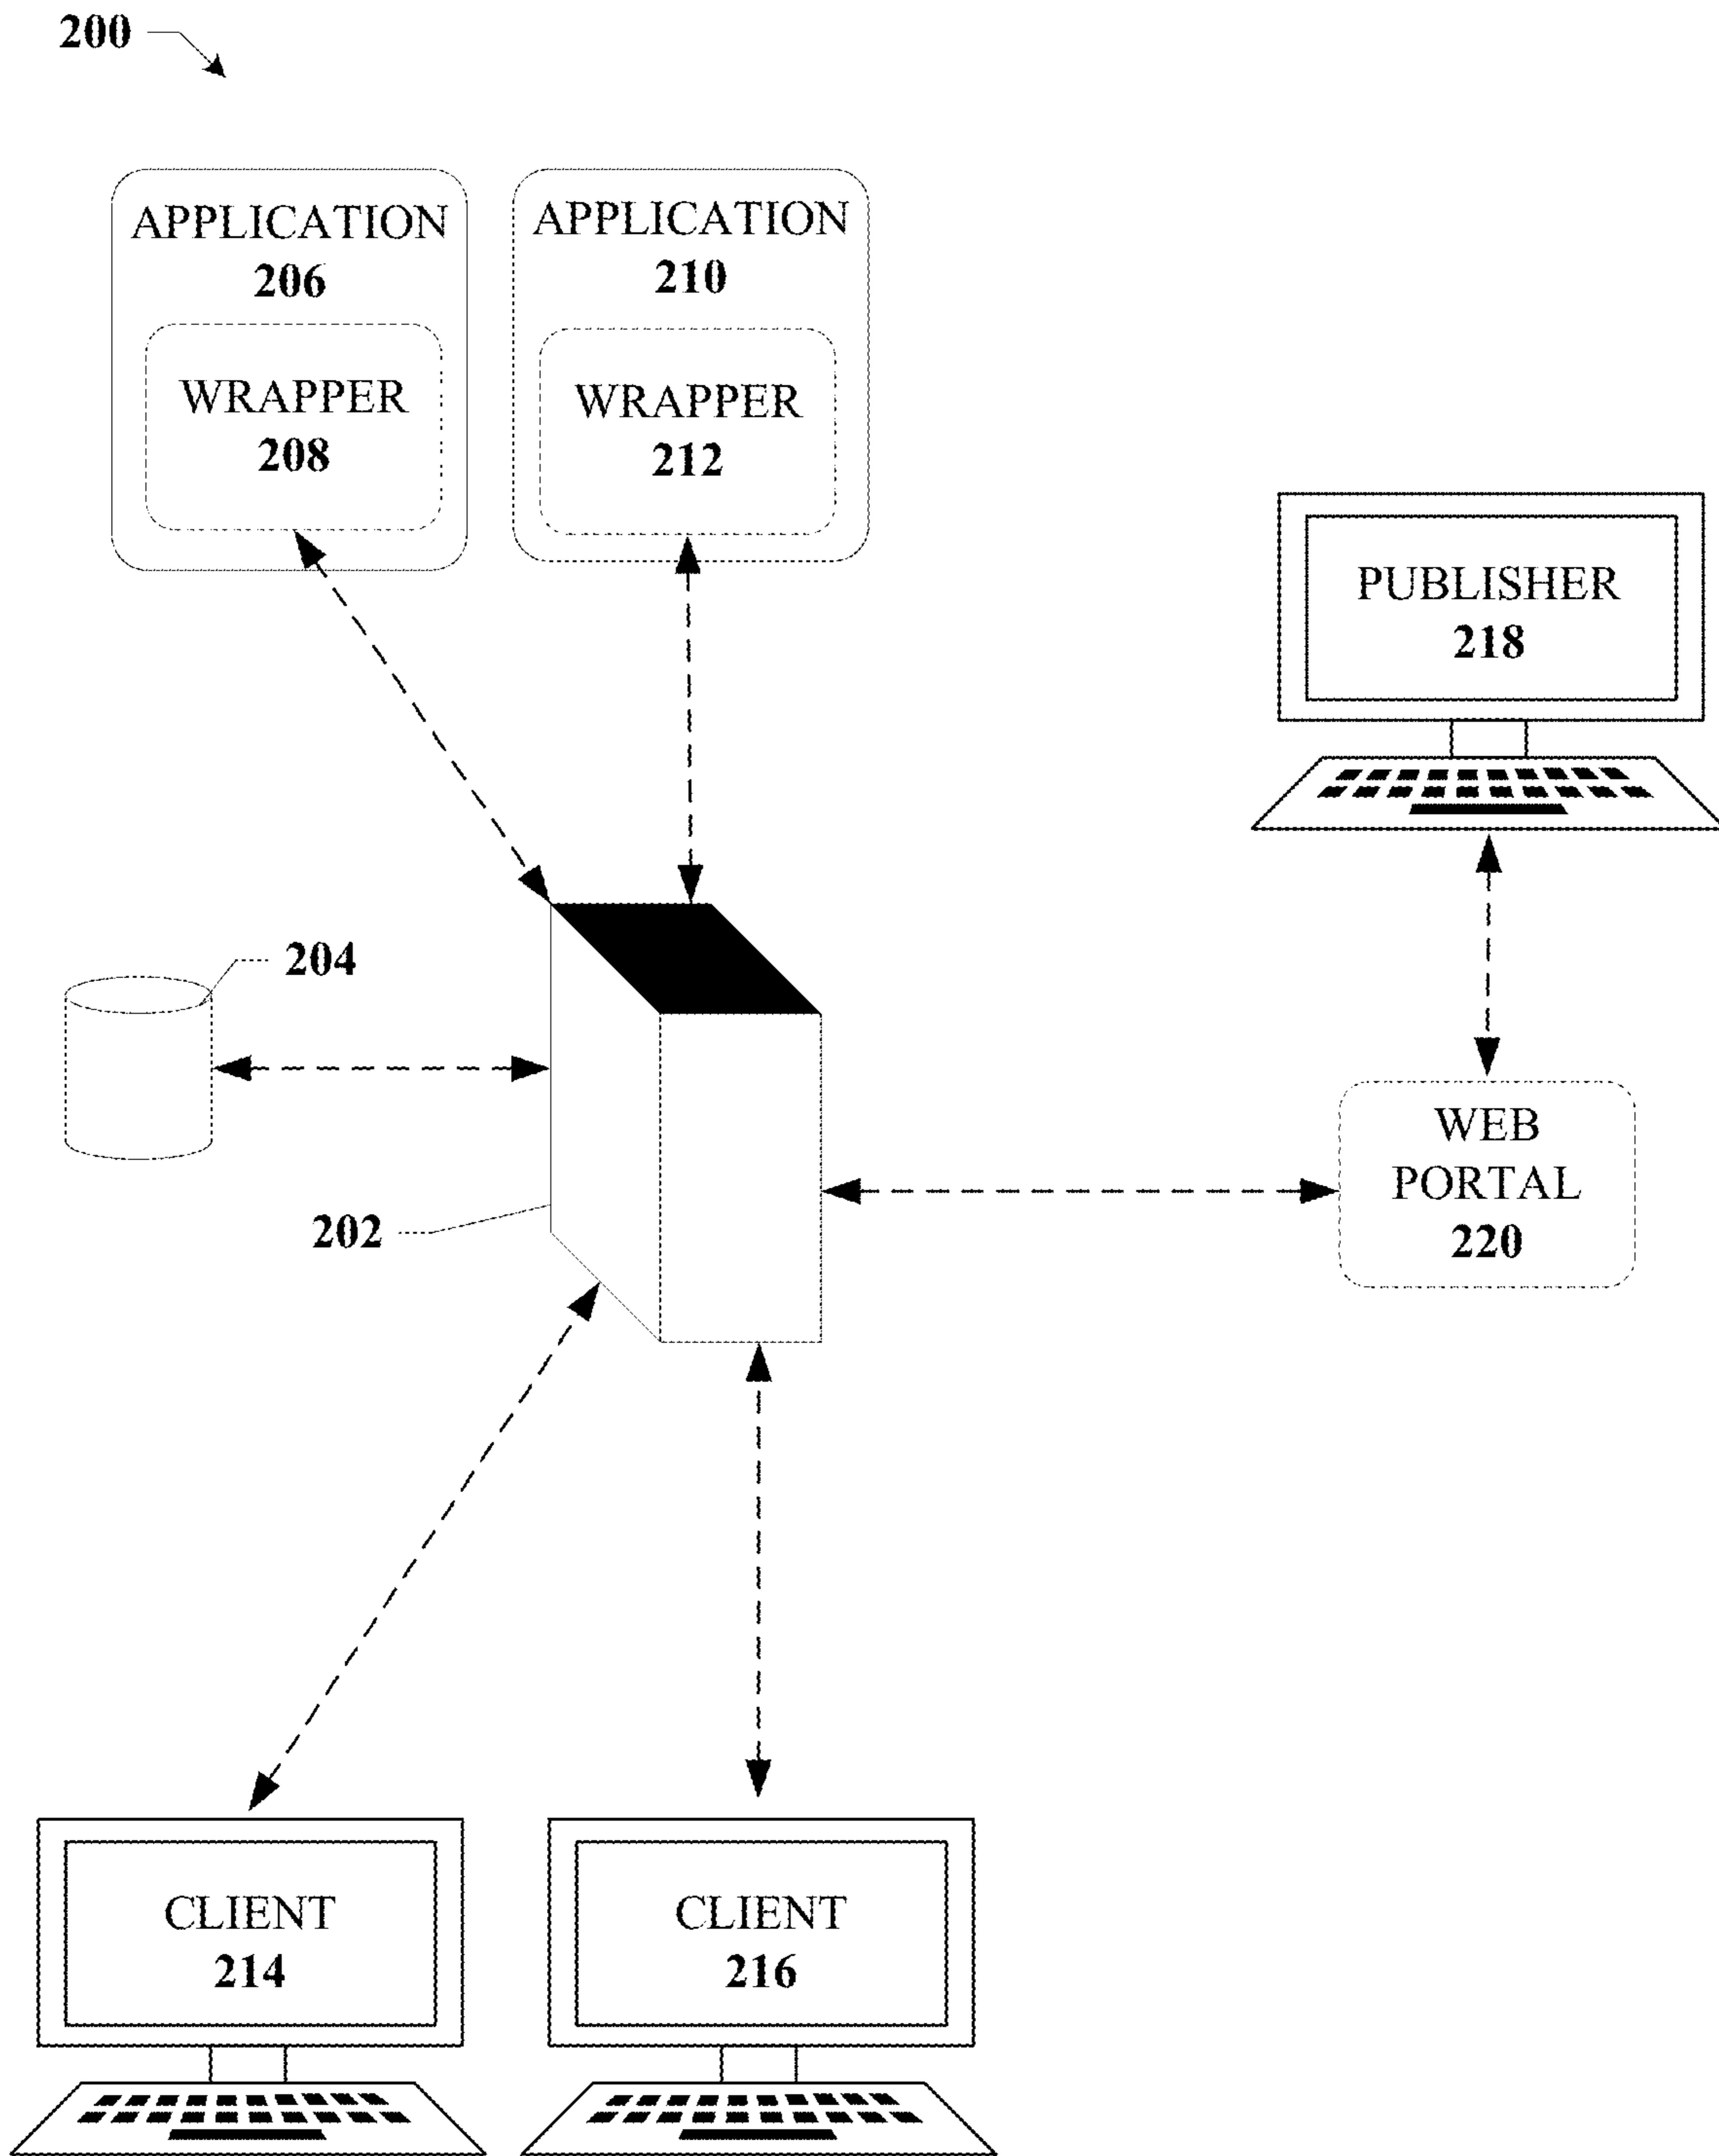 200
APPLICATION
206
WRAPPER
208
APPLICATION
210
WRAPPER
212
PUBLISHER
218
204
202
WEB
PORTAL
220
CLIENT
214
CLIENT
216